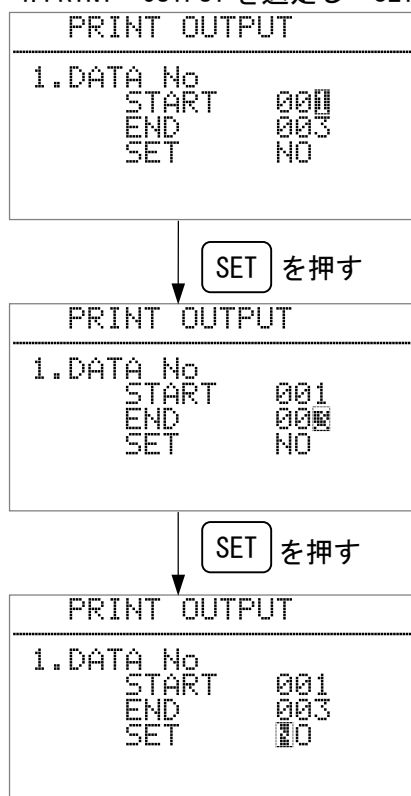 PRINT OUTPUT
1.DATA No
START 001
END 003
SET NO
SET を押す
PRINT OUTPUT
1.DATA No
START 001
END 003
SET NO
SET を押す
PRINT OUTPUT
1.DATA No
START 001
END 003
SET NO